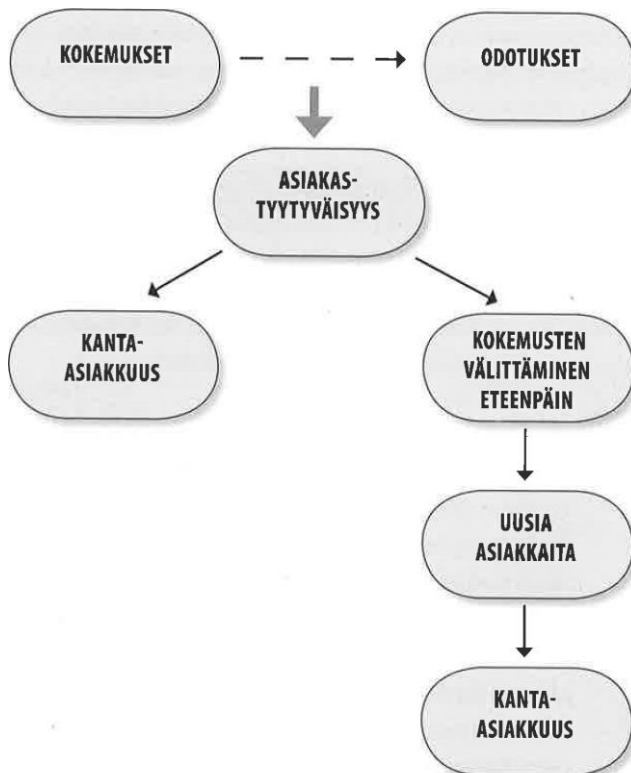 KOKEMUKSET
ODOTUKSET
ASIAKAS-
TYYTYVÄISYYS
KANTA-
ASIAKKUUS
KOKEMUSTEN
VÄLITTÄMINEN
ETEENPÄIN
UUSIA
ASIAKKAITA
KANTA-
ASIAKKUUS